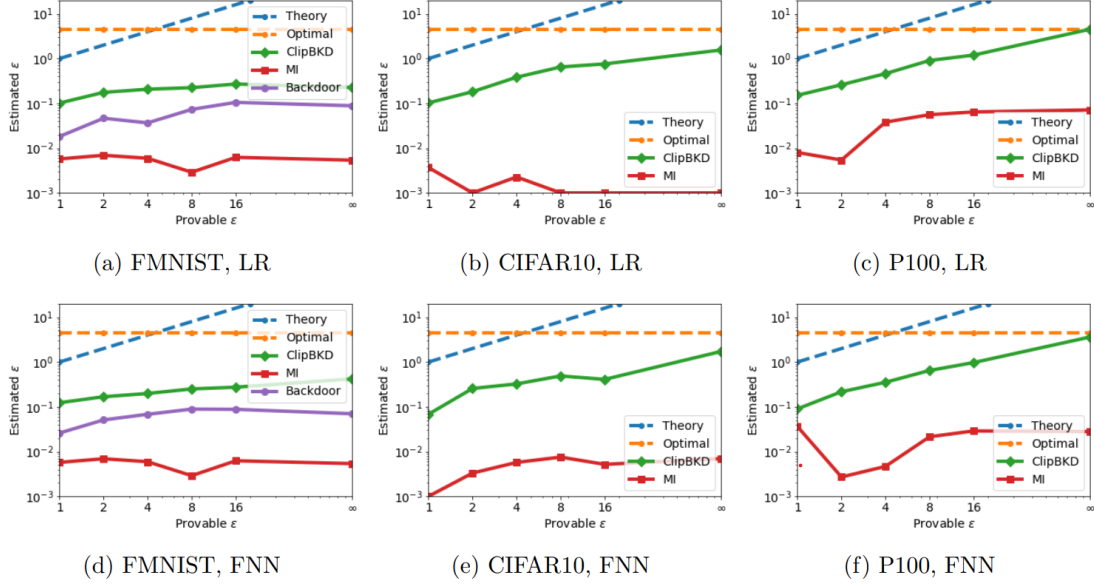 10¹
10⁰
10⁻¹
10⁻²
10⁻³
Estimated ε
Theory
Optimal
ClipBKD
MI
Backdoor
1 2 4 8 16 ∞
Provable ε
(a) FMNIST, LR
10¹
10⁰
10⁻¹
10⁻²
10⁻³
Estimated ε
Theory
Optimal
ClipBKD
MI
1 2 4 8 16 ∞
Provable ε
(b) CIFAR10, LR
10¹
10⁰
10⁻¹
10⁻²
10⁻³
Estimated ε
Theory
Optimal
ClipBKD
MI
1 2 4 8 16 ∞
Provable ε
(c) P100, LR
10¹
10⁰
10⁻¹
10⁻²
10⁻³
Estimated ε
Theory
Optimal
ClipBKD
MI
Backdoor
1 2 4 8 16 ∞
Provable ε
(d) FMNIST, FNN
10¹
10⁰
10⁻¹
10⁻²
10⁻³
Estimated ε
Theory
Optimal
ClipBKD
MI
1 2 4 8 16 ∞
Provable ε
(e) CIFAR10, FNN
10¹
10⁰
10⁻¹
10⁻²
10⁻³
Estimated ε
Theory
Optimal
ClipBKD
MI
1 2 4 8 16 ∞
Provable ε
(f) P100, FNN